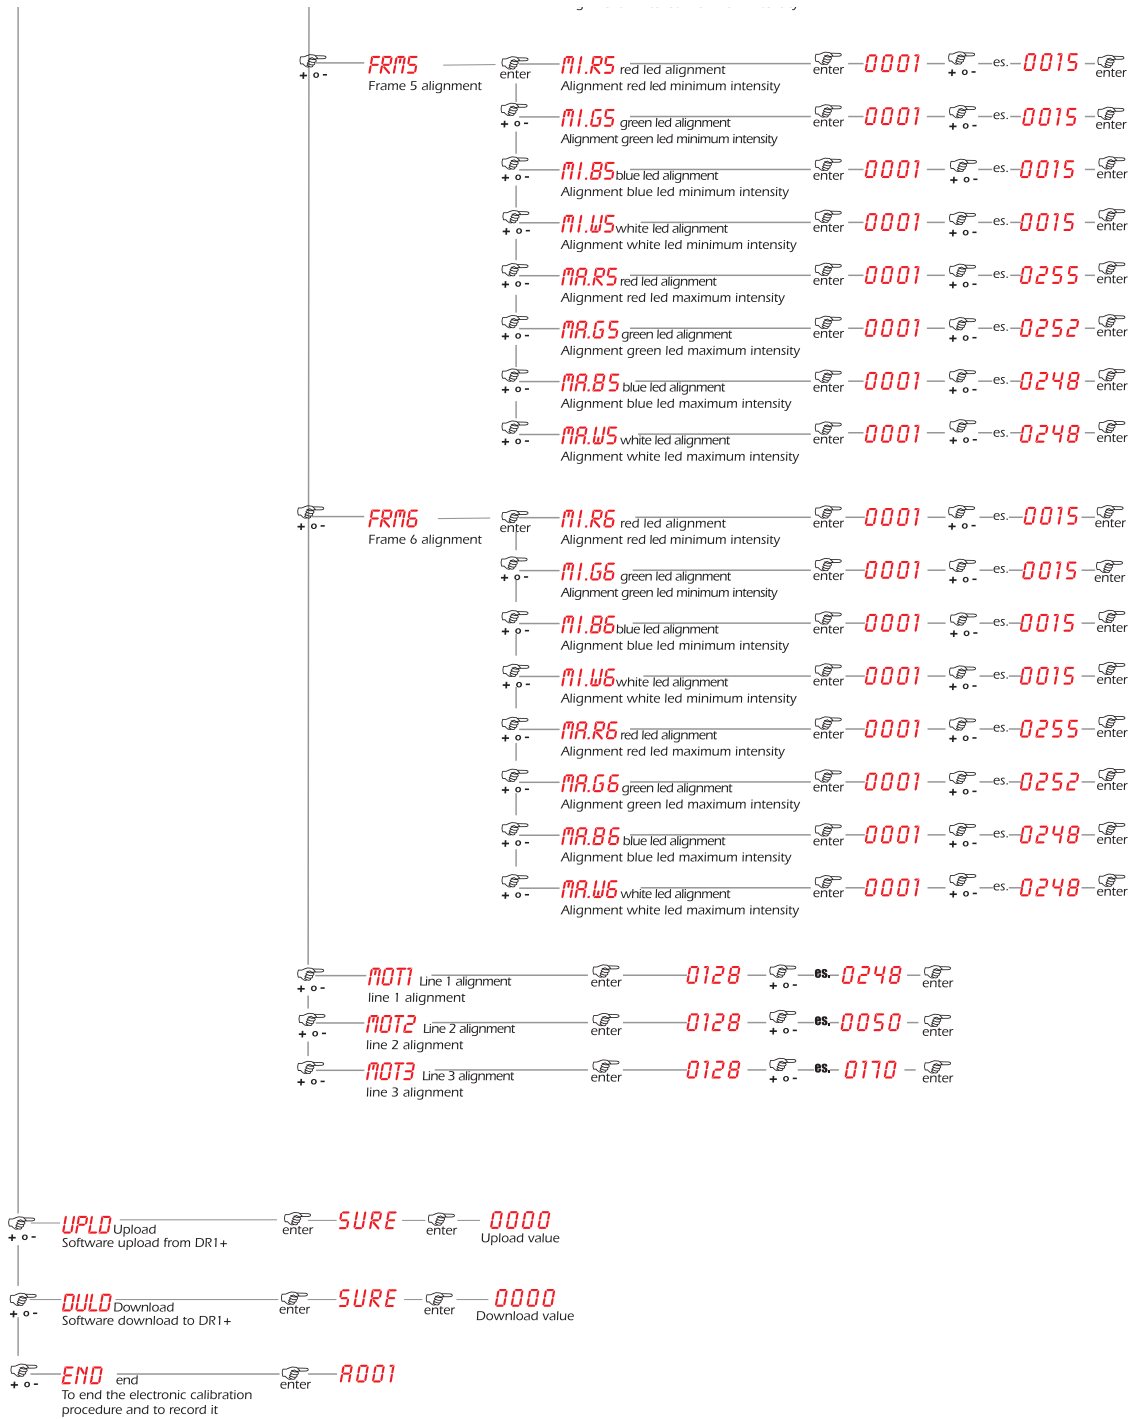 FRM5 enter MI.R5 red led alignment enter 0001 + o - es. 0015 enter
+ o - Frame 5 alignment Alignment red led minimum intensity
+ o - MI.G5 green led alignment enter 0001 + o - es. 0015 enter
Alignment green led minimum intensity
+ o - MI.B5 blue led alignment enter 0001 + o - es. 0015 enter
Alignment blue led minimum intensity
+ o - MI.W5 white led alignment enter 0001 + o - es. 0015 enter
Alignment white led minimum intensity
+ o - MA.R5 red led alignment enter 0001 + o - es. 0255 enter
Alignment red led maximum intensity
+ o - MA.G5 green led alignment enter 0001 + o - es. 0252 enter
Alignment green led maximum intensity
+ o - MA.B5 blue led alignment enter 0001 + o - es. 0248 enter
Alignment blue led maximum intensity
+ o - MA.W5 white led alignment enter 0001 + o - es. 0248 enter
Alignment white led maximum intensity
+ o - FRM6 enter MI.R6 red led alignment enter 0001 + o - es. 0015 enter
Frame 6 alignment Alignment red led minimum intensity
+ o - MI.G6 green led alignment enter 0001 + o - es. 0015 enter
Alignment green led minimum intensity
+ o - MI.B6 blue led alignment enter 0001 + o - es. 0015 enter
Alignment blue led minimum intensity
+ o - MI.W6 white led alignment enter 0001 + o - es. 0015 enter
Alignment white led minimum intensity
+ o - MA.R6 red led alignment enter 0001 + o - es. 0255 enter
Alignment red led maximum intensity
+ o - MA.G6 green led alignment enter 0001 + o - es. 0252 enter
Alignment green led maximum intensity
+ o - MA.B6 blue led alignment enter 0001 + o - es. 0248 enter
Alignment blue led maximum intensity
+ o - MA.W6 white led alignment enter 0001 + o - es. 0248 enter
Alignment white led maximum intensity
+ o - MOT1 Line 1 alignment enter 0128 + o - es. 0248 enter
line 1 alignment
+ o - MOT2 Line 2 alignment enter 0128 + o - es. 0050 enter
line 2 alignment
+ o - MOT3 Line 3 alignment enter 0128 + o - es. 0170 enter
line 3 alignment
+ o - UPLD Upload enter SURE enter 0000
Software upload from DR1+ Upload value
+ o - DULD Download enter SURE enter 0000
Software download to DR1+ Download value
+ o - END end enter A001
To end the electronic calibration
procedure and to record it